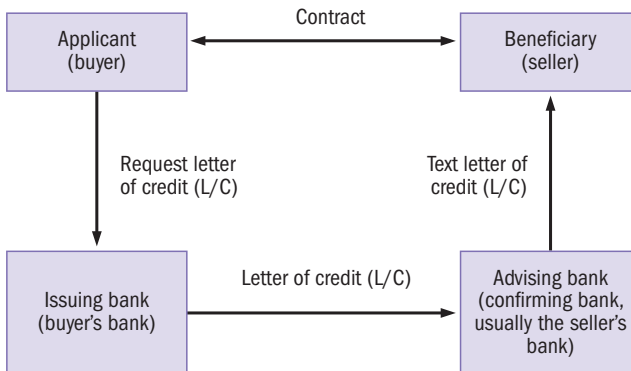 Contract
Applicant
(buyer)
Beneficiary
(seller)
Request letter
of credit (L/C)
Text letter of
credit (L/C)
Letter of credit (L/C)
Issuing bank
(buyer's bank)
Advising bank
(confirming bank,
usually the seller's
bank)